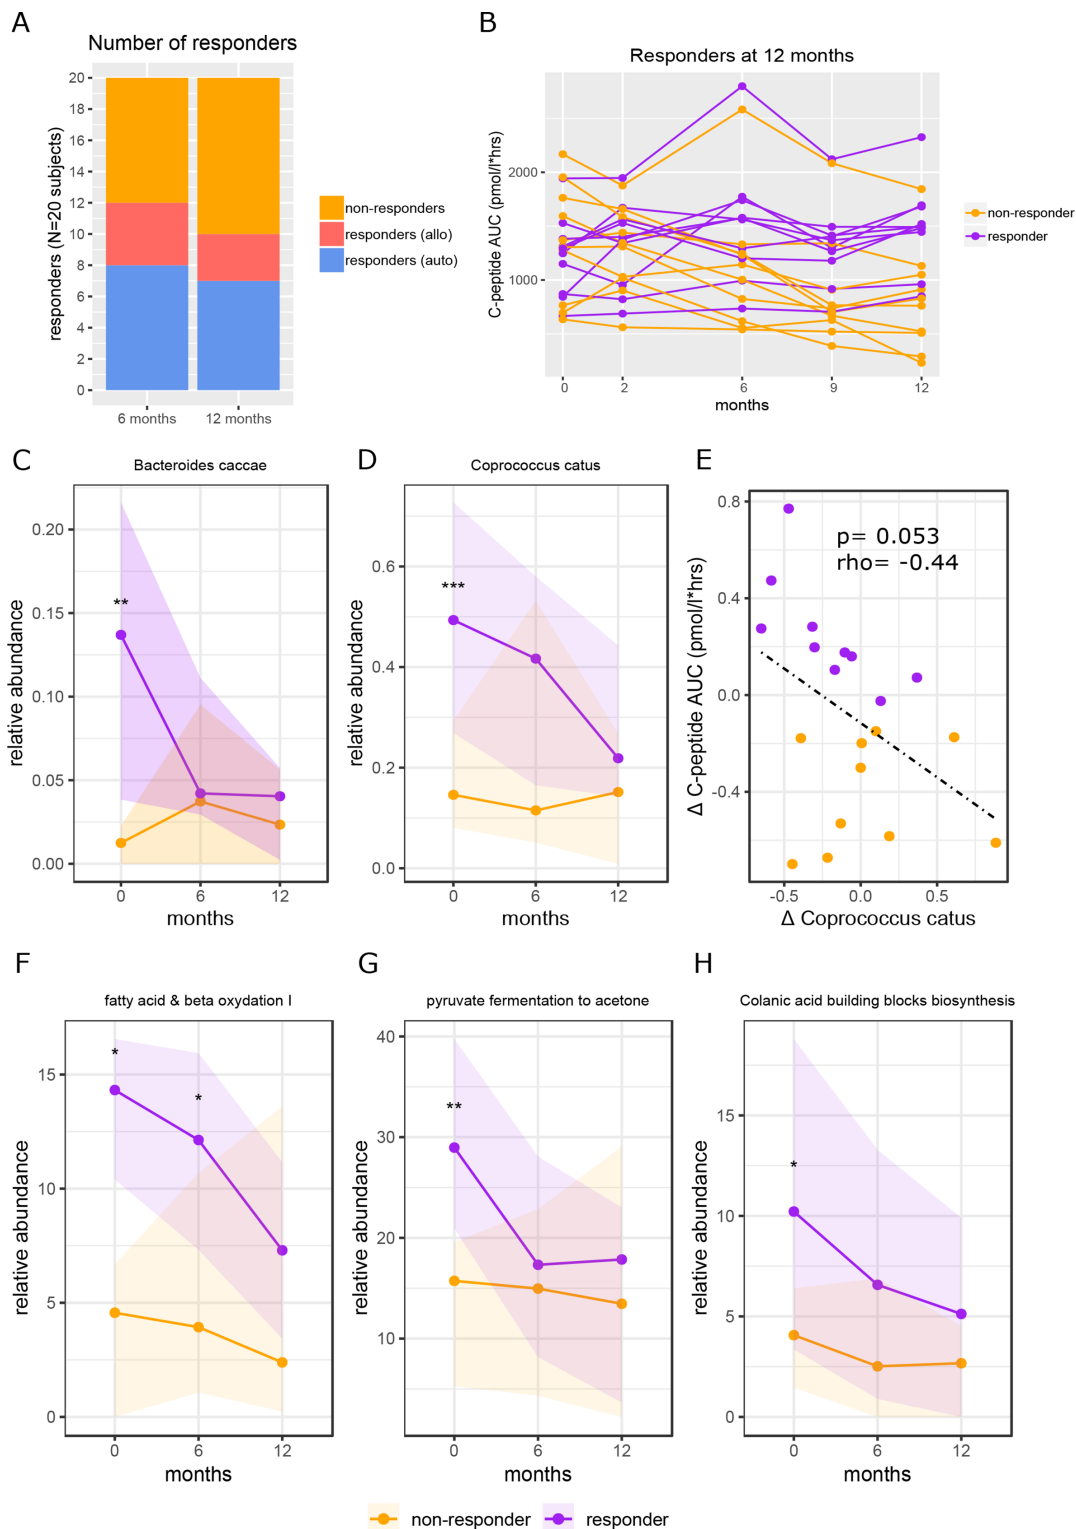 A
Number of responders
responders (N=20 subjects)
20
18
16
14
12
10
8
6
4
2
0
6 months
12 months
non-responders
responders (allo)
responders (auto)
B
Responders at 12 months
C-peptide AUC (pmol/l*hrs)
2000
1000
0
2
6
9
12
months
non-responder
responder
C
Bacteroides caccae
relative abundance
0.20
0.15
0.10
0.05
0.00
**
0
6
12
months
D
Coprococcus catus
relative abundance
0.6
0.4
0.2
0.0
***
0
6
12
months
E
p= 0.053
rho= -0.44
Δ C-peptide AUC (pmol/l*hrs)
0.8
0.4
0.0
-0.4
-0.5
0.0
0.5
Δ Coprococcus catus
F
fatty acid & beta oxydation I
relative abundance
15
10
5
0
*
*
0
6
12
months
G
pyruvate fermentation to acetone
relative abundance
40
30
20
10
**
0
6
12
months
H
Colanic acid building blocks biosynthesis
relative abundance
15
10
5
0
*
0
6
12
months
non-responder
responder